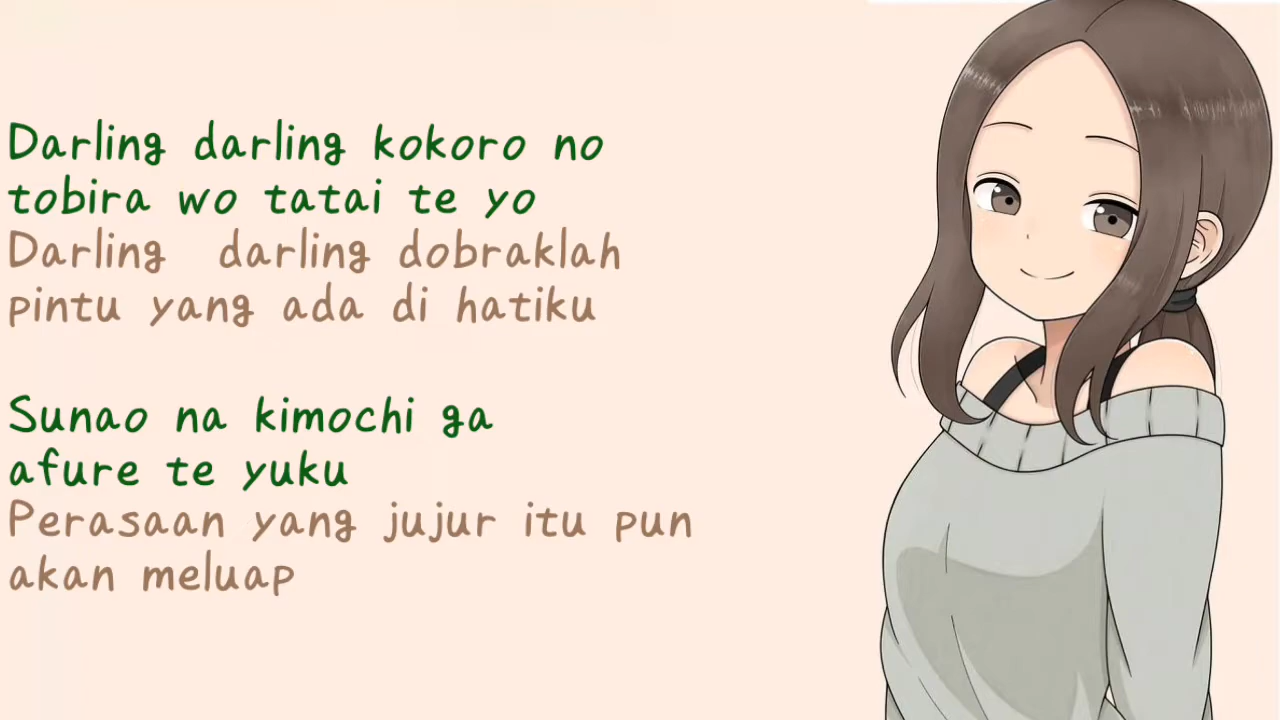 Darling darling kokoro no
tobira wo tatai te yo
Darling darling dobraklah
pintu yang ada di hatiku
Sunao na kimochi ga
afure te yuku
Perasaan yang jujur itu pun
akan meluap